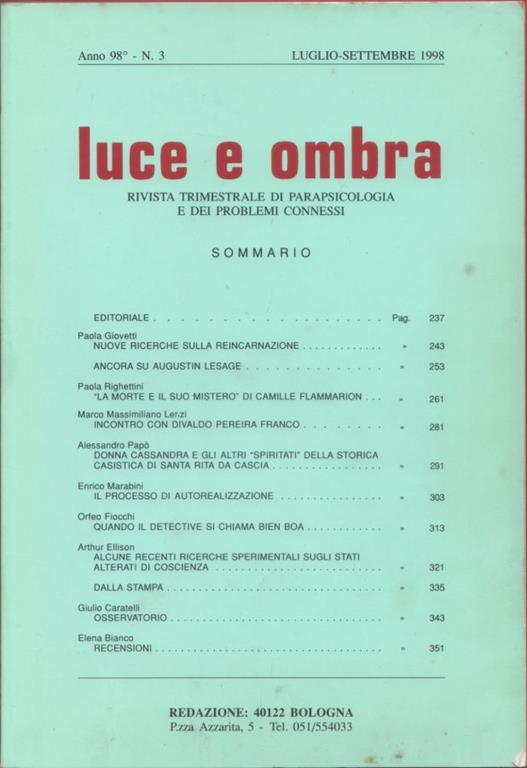 Anno 98° - N. 3 LUGLIO-SETTEMBRE 1998
luce e ombra
RIVISTA TRIMESTRALE DI PARAPSICOLOGIA
E DEI PROBLEMI CONNESSI
SOMMARIO
EDITORIALE . . . . . . . . . . . . . . . . . . . . Pag. 237
Paola Giovetti
NUOVE RICERCHE SULLA REINCARNAZIONE . . . . . . . . . . . . » 243
ANCORA SU AUGUSTIN LESAGE . . . . . . . . . . . . . . » 253
Paola Righettini
"LA MORTE E IL SUO MISTERO" DI CAMILLE FLAMMARION . . . » 261
Marco Massimiliano Lenzi
INCONTRO CON DIVALDO PEREIRA FRANCO . . . . . . . . » 281
Alessandro Papò
DONNA CASSANDRA E GLI ALTRI "SPIRITATI" DELLA STORICA
CASISTICA DI SANTA RITA DA CASCIA . . . . . . . . . . . . . . . . » 291
Enrico Marabini
IL PROCESSO DI AUTOREALIZZAZIONE . . . . . . . . . . . . . . . » 303
Orfeo Fiocchi
QUANDO IL DETECTIVE SI CHIAMA BIEN BOA . . . . . . . . . . . » 313
Arthur Ellison
ALCUNE RECENTI RICERCHE SPERIMENTALI SUGLI STATI
ALTERATI DI COSCIENZA . . . . . . . . . . . . . . . . . . . . . . . . » 321
DALLA STAMPA . . . . . . . . . . . . . . . . . . . . . . . . . . . . . . . » 335
Giulio Caratelli
OSSERVATORIO . . . . . . . . . . . . . . . . . . . . . . . . . . . . . . » 343
Elena Bianco
RECENSIONI . . . . . . . . . . . . . . . . . . . . . . . . . . . . . . . . . » 351
REDAZIONE: 40122 BOLOGNA
P.zza Azzarita, 5 - Tel. 051/554033